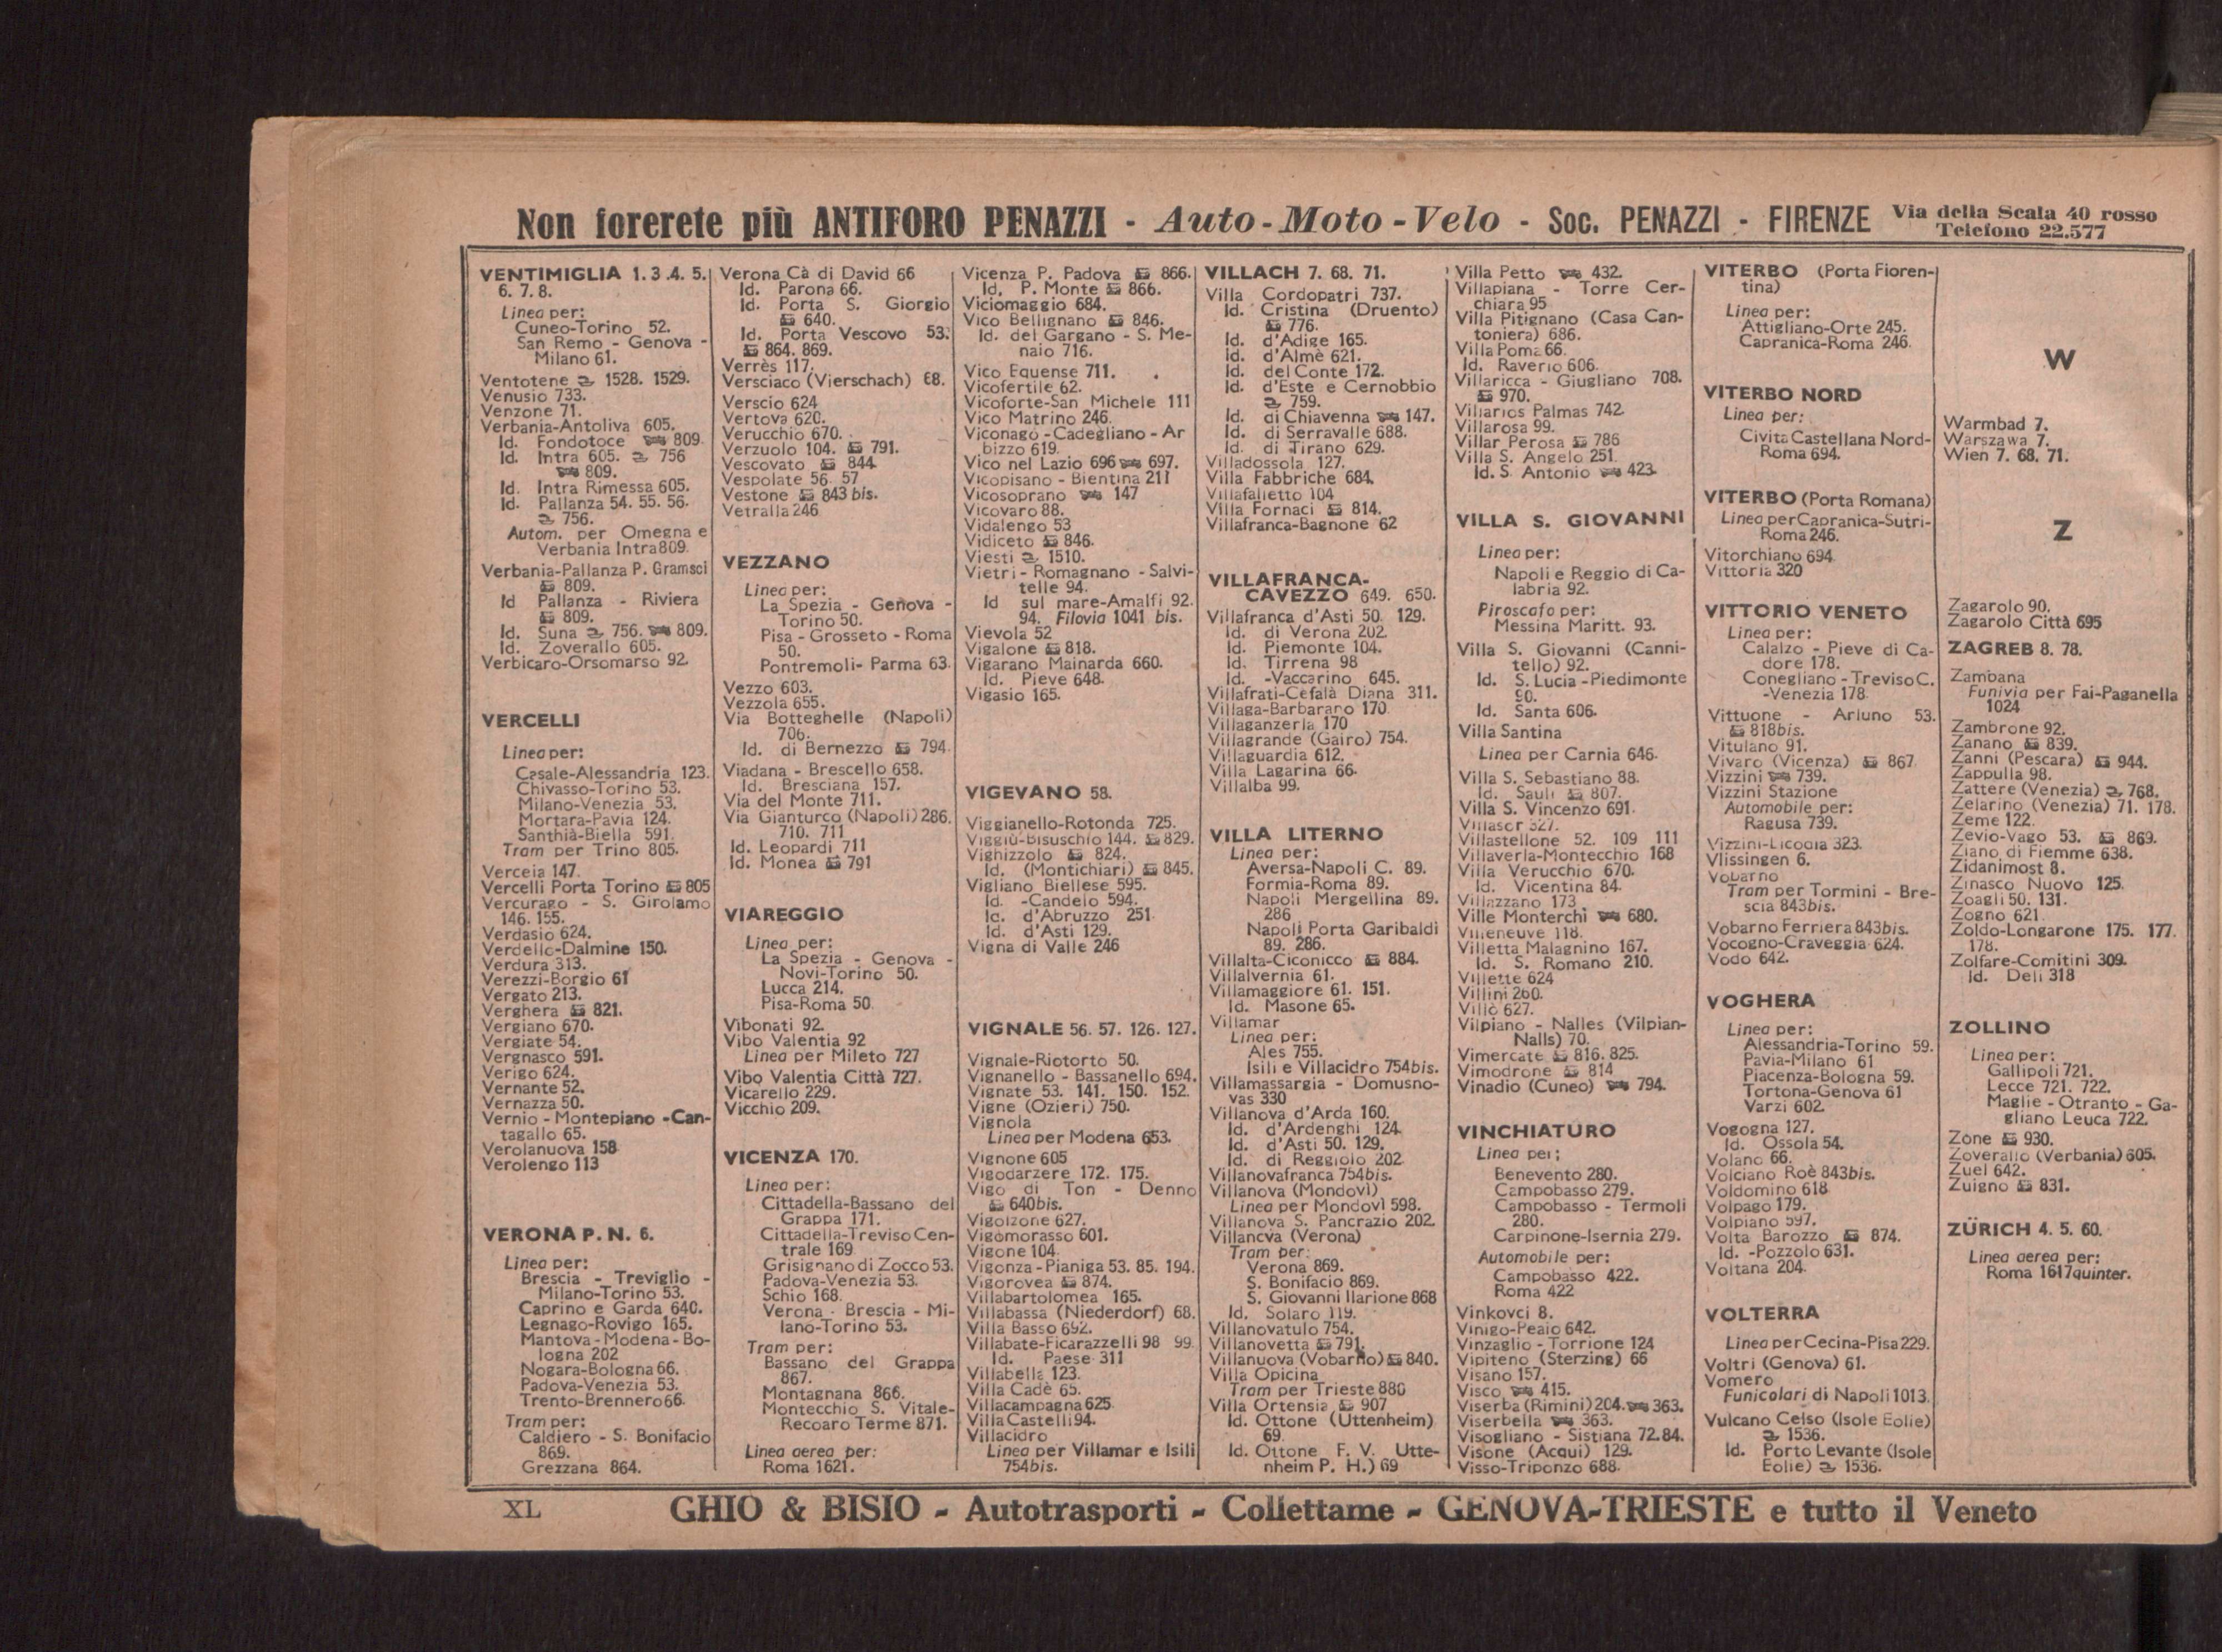 Non forerete più ANTIFORO PENAZZI - Auto-Moto-Velo - Soc. PENAZZI - FIRENZE Via della Scala 40 rosso
Telefono 22.577
VENTIMIGLIA 1. 3. 4. 5.
6. 7. 8.
Linea per:
Cuneo-Torino 52.
San Remo - Genova -
Milano 61.
Ventotene 1528. 1529.
Venusio 733.
Venzone 71.
Verbania-Antoliva 605.
Id. Fondotoce 809.
Id. Intra 605. 756
809.
Id. Intra Rimessa 605.
Id. Pallanza 54. 55. 56.
756.
Autom. per Omegna e
Verbania Intra 809.
Verbania-Pallanza P. Gramsci
809.
Id Pallanza - Riviera
809.
Id. Suna 756. 809.
Id. Zoverallo 605.
Verbicaro-Orsomarso 92.
VERCELLI
Linea per:
Casale-Alessandria 123.
Chivasso-Torino 53.
Milano-Venezia 53.
Mortara-Pavia 124.
Santhià-Biella 591.
Tram per Trino 805.
Verceia 147.
Vercelli Porta Torino 805
Vercurago - S. Girolamo
146. 155.
Verdasio 624.
Verdello-Dalmine 150.
Verdura 313.
Verezzi-Borgio 61
Vergato 213.
Verghera 821.
Vergiano 670.
Vergiate 54.
Vergnasco 591.
Verigo 624.
Vernante 52.
Vernazza 50.
Vernio - Montepiano - Can-
tagallo 65.
Verolanuova 158
Verolengo 113
VERONA P. N. 6.
Linea per:
Brescia - Treviglio -
Milano-Torino 53.
Caprino e Garda 640.
Legnago-Rovigo 165.
Mantova - Modena - Bo-
logna 202
Nogara-Bologna 66.
Padova-Venezia 53.
Trento-Brennero 66.
Tram per:
Caldiero - S. Bonifacio
869.
Grezzana 864.
Verona Cà di David 66
Id. Parona 66.
Id. Porta S. Giorgio
640.
Id. Porta Vescovo 53.
864. 869.
Verrès 117.
Versciaco (Vierschach) 68.
Verscio 624
Vertova 620.
Verucchio 670.
Verzuolo 104. 791.
Vescovato 844
Vespolate 56. 57
Vestone 843 bis.
Vetralla 246
VEZZANO
Linea per:
La Spezia - Genova -
Torino 50.
Pisa - Grosseto - Roma
50.
Pontremoli- Parma 63.
Vezzo 603.
Vezzola 655.
Via Botteghelle (Napoli)
706.
Id. di Bernezzo 794.
Viadana - Brescello 658.
Id. Bresciana 157.
Via del Monte 711.
Via Gianturco (Napoli) 286.
710. 711
Id. Leopardi 711
Id. Monea 791
VIAREGGIO
Linea per:
La Spezia - Genova -
Novi-Torino 50.
Lucca 214.
Pisa-Roma 50.
Vibonati 92.
Vibo Valentia 92
Linea per Mileto 727
Vibo Valentia Città 727.
Vicarello 229.
Vicchio 209.
VICENZA 170.
Linea per:
Cittadella-Bassano del
Grappa 171.
Cittadella-Treviso Cen-
trale 169
Grisignano di Zocco 53.
Padova-Venezia 53.
Schio 168.
Verona - Brescia - Mi-
lano-Torino 53.
Tram per:
Bassano del Grappa
867.
Montagnana 866.
Montecchio S. Vitale-
Recoaro Terme 871.
Linea aerea per:
Roma 1621.
Vicenza P. Padova 866.
Id. P. Monte 866.
Viciomaggio 684.
Vico Bellignano 846.
Id. del Gargano - S. Me-
naio 716.
Vico Equense 711.
Vicofertile 62.
Vicoforte-San Michele 111
Vico Matrino 246.
Viconago - Cadegliano - Ar
bizzo 619.
Vico nel Lazio 696 697.
Vicopisano - Bientina 211
Vicosoprano 147
Vicovaro 88.
Vidalengo 53
Vidiceto 846.
Viesti 1510.
Vietri - Romagnano - Salvi-
telle 94.
Id sul mare-Amalfi 92.
94. Filovia 1041 bis.
Vievola 52
Vigalone 818.
Vigarano Mainarda 660.
Id. Pieve 648.
Vigasio 165.
VIGEVANO 58.
Viggianello-Rotonda 725.
Viggiù-Bisuschio 144. 829.
Vighizzolo 824.
Id. (Montichiari) 845.
Vigliano Biellese 595.
Id. -Candelo 594.
Id. d'Abruzzo 251
Id. d'Asti 129.
Vigna di Valle 246
VIGNALE 56. 57. 126. 127.
Vignale-Riotorto 50.
Vignanello - Bassanello 694.
Vignate 53. 141. 150. 152.
Vigne (Ozieri) 750.
Vignola
Linea per Modena 653.
Vignone 605
Vigodarzere 172. 175.
Vigo di Ton - Denno
640bis.
Vigolzone 627.
Vigomorasso 601.
Vigone 104
Vigonza - Pianiga 53. 85. 194.
Vigorovea 874.
Villabartolomea 165.
Villabassa (Niederdorf) 68.
Villa Basso 692.
Villabate-Ficarazzelli 98 99.
Id. Paese 311
Villabella 123.
Villa Cadè 65.
Villacampagna 625
Villa Castelli 94.
Villacidro
Linea per Villamar e Isili
754bis.
VILLACH 7. 68. 71.
Villa Cordopatri 737.
Id. Cristina (Druento)
776.
Id. d'Adige 165.
id. d'Almè 621.
Id. del Conte 172.
Id. d'Este e Cernobbio
759.
Id. di Chiavenna 147.
Id. di Serravalle 688.
Id. di Tirano 629.
Villadossola 127.
Villa Fabbriche 684.
Villafalletto 104
Villa Fornaci 814.
Villafranca-Bagnone 62
VILLAFRANCA-
CAVEZZO 649. 650.
Villafranca d'Asti 50. 129.
Id. di Verona 202.
Id. Piemonte 104.
Id. Tirrena 98
Id. -Vaccarino 645.
Villafrati-Cefalà Diana 311.
Villaga-Barbarano 170
Villaganzerla 170
Villagrande (Gairo) 754.
Villaguardia 612.
Villa Lagarina 66.
Villalba 99.
VILLA LITERNO
Linea per:
Aversa-Napoli C. 89.
Formia-Roma 89.
Napoli Mergellina 89.
286
Napoli Porta Garibaldi
89. 286.
Villalta-Ciconicco 884.
Villalvernia 61.
Villamaggiore 61. 151.
Id. Masone 65.
Villamar
Linea per:
Ales 755.
Isili e Villacidro 754bis.
Villamassargia - Domusno-
vas 330
Villanova d'Arda 160.
Id. d'Ardenghi 124.
Id. d'Asti 50. 129.
Id. di Reggiolo 202
Villanovafranca 754bis.
Villanova (Mondovì)
Linea per Mondovì 598.
Villanova S. Pancrazio 202.
Villanova (Verona)
Tram per:
Verona 869.
S. Bonifacio 869.
S. Giovanni Ilarione 868
Id. Solaro 119.
Villanovatulo 754.
Villanovetta 791.
Villanuova (Vobarno) 840.
Villa Opicina
Tram per Trieste 880
Villa Ortensia 907
Id. Ottone (Uttenheim)
69.
Id. Ottone F. V. Utte-
nheim P. H.) 69
Villa Petto 432.
Villapiana - Torre Cer-
chiara 95
Villa Pitignano (Casa Can-
toniera) 686.
Villa Poma 66.
Id. Raverio 606.
Villaricca - Giugliano 708.
970.
Villarios Palmas 742
Villarosa 99.
Villar Perosa 786
Villa S. Angelo 251
Id. S. Antonio 423.
VILLA S. GIOVANNI
Linea per:
Napoli e Reggio di Ca-
labria 92.
Piroscafo per:
Messina Maritt. 93.
Villa S. Giovanni (Canni-
tello) 92.
Id. S. Lucia - Piedimonte
90.
Id. Santa 606.
Villa Santina
Linea per Carnia 646.
Villa S. Sebastiano 88.
Id. Sauli 807.
Villa S. Vincenzo 691.
Villasor 327.
Villastellone 52. 109 111
Villaverla-Montecchio 168
Villa Verucchio 670.
Id. Vicentina 84.
Villazzano 173
Ville Monterchi 680.
Villeneuve 118.
Villetta Malagnino 167.
Id. S. Romano 210.
Villette 624
Villini 260.
Villò 627.
Vilpiano - Nalles (Vilpian-
Nalls) 70.
Vimercate 816. 825.
Vimodrone 814
Vinadio (Cuneo) 794.
VINCHIATURO
Linea per:
Benevento 280.
Campobasso 279.
Campobasso - Termoli
280.
Carpinone-Isernia 279.
Automobile per:
Campobasso 422.
Roma 422
Vinkovci 8.
Vinigo-Peaio 642.
Vinzaglio - Torrione 124
Vipiteno (Sterzing) 66
Visano 157.
Visco 415.
Viserba (Rimini) 204. 363.
Viserbella 363.
Visogliano - Sistiana 72. 84.
Visone (Acqui) 129.
Visso-Triponzo 688.
VITERBO (Porta Fioren-
tina)
Linea per:
Attigliano-Orte 245.
Capranica-Roma 246.
VITERBO NORD
Linea per:
Civita Castellana Nord-
Roma 694.
VITERBO (Porta Romana)
Linea per Capranica-Sutri-
Roma 246.
Vitorchiano 694
Vittoria 320
VITTORIO VENETO
Linea per:
Calalzo - Pieve di Ca-
dore 178.
Conegliano - Treviso C.
-Venezia 178
Vittuone - Arluno 53.
818bis.
Vitulano 91.
Vivaro (Vicenza) 867
Vizzini 739.
Vizzini Stazione
Automobile per:
Ragusa 739.
Vizzini-Licodia 323.
Vlissingen 6.
Vobarno
Tram per Tormini - Bre-
scia 843bis.
Vobarno Ferriera 843bis.
Vocogno-Craveggia 624.
Vodo 642.
VOGHERA
Linea per:
Alessandria-Torino 59.
Pavia-Milano 61
Piacenza-Bologna 59.
Tortona-Genova 61
Varzi 602.
Vogogna 127.
Id. Ossola 54.
Volano 66.
Volciano Roè 843bis.
Voldomino 618
Volpago 179.
Volpiano 597.
Volta Barozzo 874.
Id. -Pozzolo 631.
Voltana 204.
VOLTERRA
Linea per Cecina-Pisa 229.
Voltri (Genova) 61.
Vomero
Funicolari di Napoli 1013.
Vulcano Gelso (Isole Eolie)
1536.
Id. Porto Levante (Isole
Eolie) 1536.
W
Warmbad 7.
Warszawa 7.
Wien 7. 68. 71.
Z
Zagarolo 90.
Zagarolo Città 695
ZAGREB 8. 78.
Zambana
Funivia per Fai-Paganella
1024
Zambrone 92.
Zanano 839.
Zanni (Pescara) 944.
Zappulla 98.
Zattere (Venezia) 768.
Zelarino (Venezia) 71. 178.
Zeme 122.
Zevio-Vago 53. 869.
Ziano di Fiemme 638.
Zidanimost 8.
Zinasco Nuovo 125.
Zoagli 50. 131.
Zogno 621
Zoldo-Longarone 175. 177.
178.
Zolfare-Comitini 309.
Id. Deli 318
ZOLLINO
Linea per:
Gallipoli 721.
Lecce 721. 722.
Maglie - Otranto - Ga-
gliano Leuca 722.
Zone 930.
Zoverallo (Verbania) 605.
Zuel 642.
Zuigno 831.
ZÜRICH 4. 5. 60.
Linea aerea per:
Roma 1617quinter.
XL GHIO & BISIO - Autotrasporti - Collettame - GENOVA-TRIESTE e tutto il Veneto